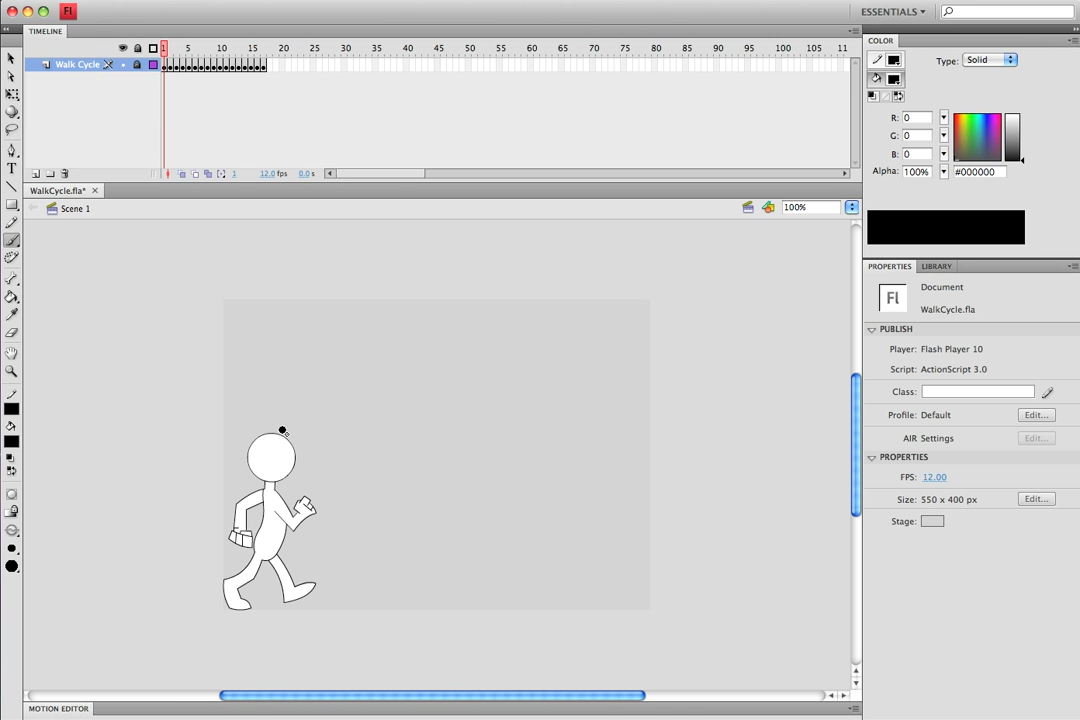 Fl
ESSENTIALS
TIMELINE
1 5 10 15 20 25 30 35 40 45 50 55 60 65 70 75 80 85 90 95 100 105 11
Walk Cycle
1 12.0 fps 0.0 s
WalkCycle.fla*
Scene 1
100%
MOTION EDITOR
T
COLOR
Type: Solid
R: 0
G: 0
B: 0
Alpha: 100% #000000
PROPERTIES LIBRARY
Fl
Document
WalkCycle.fla
PUBLISH
Player: Flash Player 10
Script: ActionScript 3.0
Class:
Profile: Default Edit...
AIR Settings Edit...
PROPERTIES
FPS: 12.00
Size: 550 x 400 px Edit...
Stage: